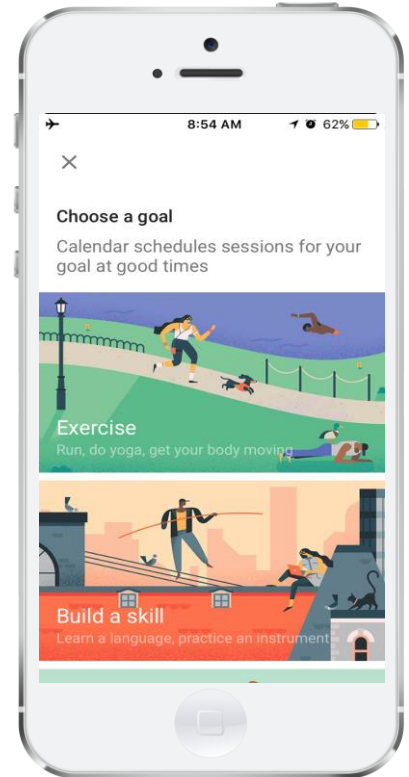 8:54 AM 62%
Choose a goal
Calendar schedules sessions for your
goal at good times
Exercise
Run, do yoga, get your body moving
Build a skill
Learn a language, practice an instrument